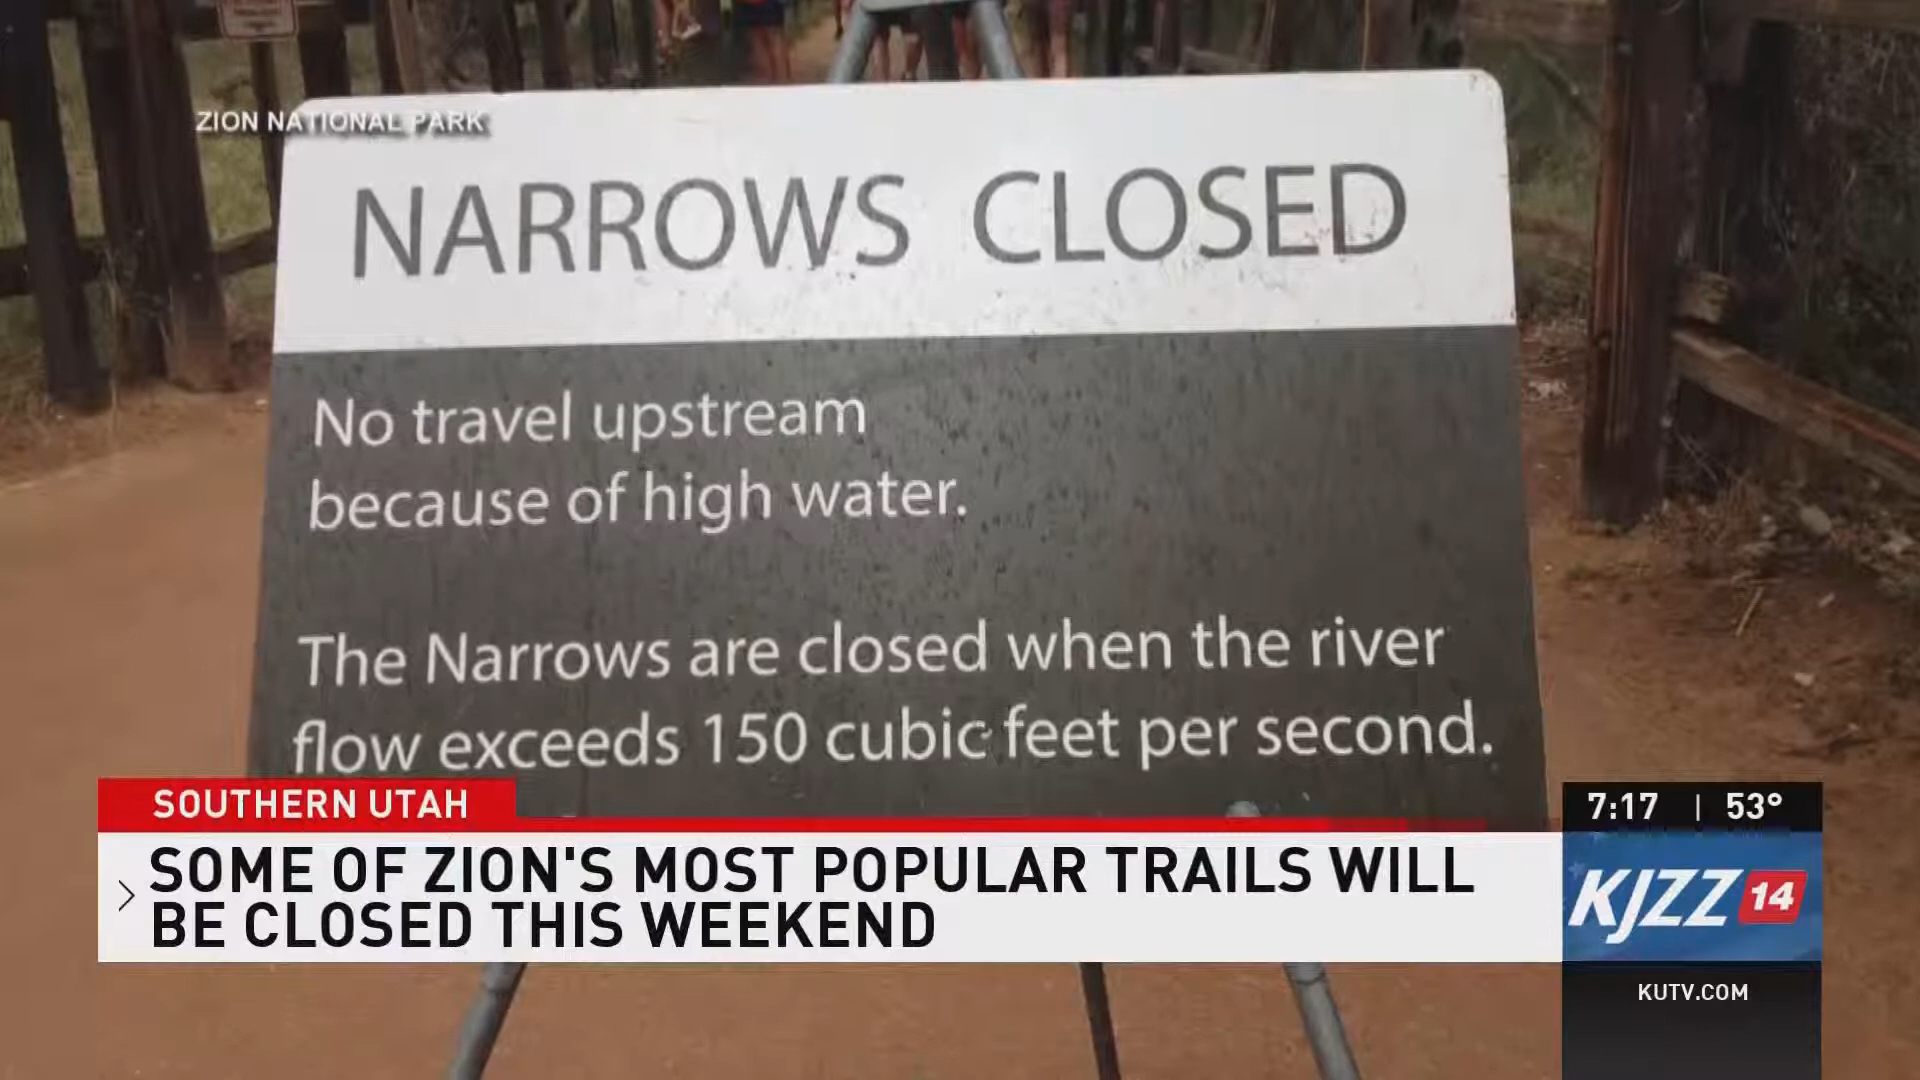 ZION NATIONAL PARK
NARROWS CLOSED
No travel upstream
because of high water.
The Narrows are closed when the river
flow exceeds 150 cubic feet per second.
SOUTHERN UTAH
SOME OF ZION'S MOST POPULAR TRAILS WILL
BE CLOSED THIS WEEKEND
7:17 | 53°
KJZZ 14
KUTV.COM